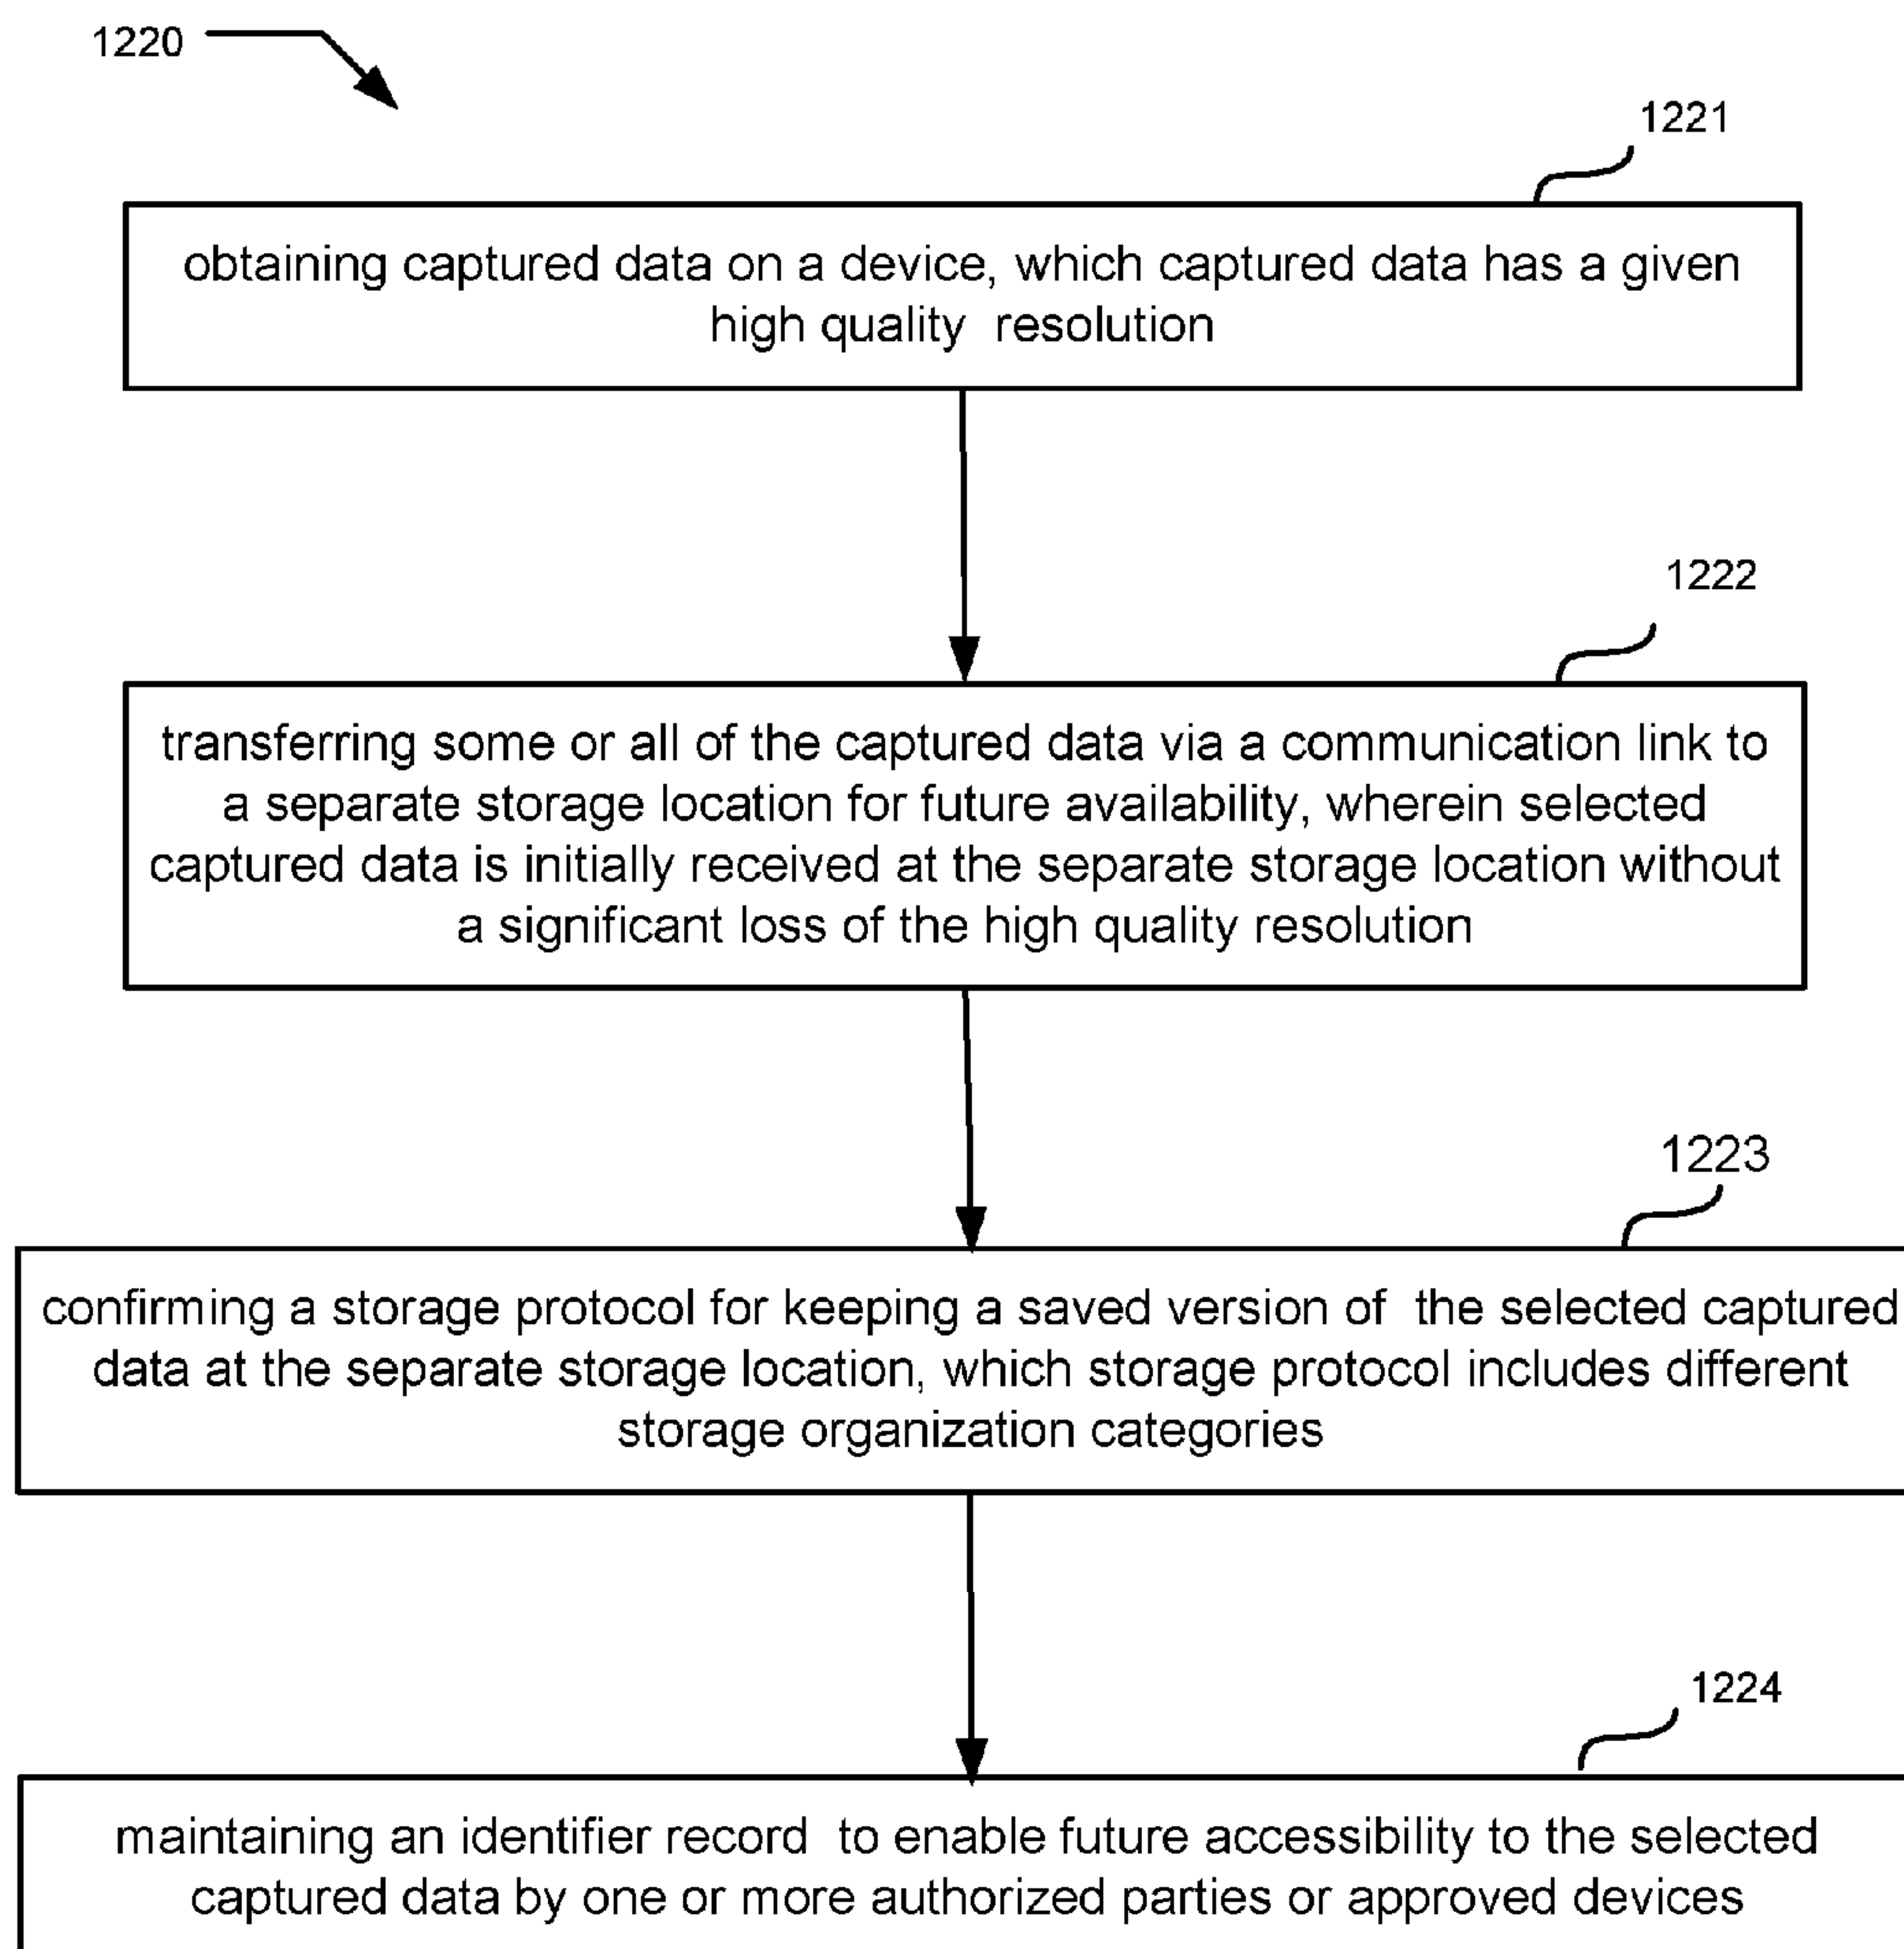 1220
1221
obtaining captured data on a device, which captured data has a given
high quality resolution
1222
transferring some or all of the captured data via a communication link to
a separate storage location for future availability, wherein selected
captured data is initially received at the separate storage location without
a significant loss of the high quality resolution
1223
confirming a storage protocol for keeping a saved version of the selected captured
data at the separate storage location, which storage protocol includes different
storage organization categories
1224
maintaining an identifier record to enable future accessibility to the selected
captured data by one or more authorized parties or approved devices